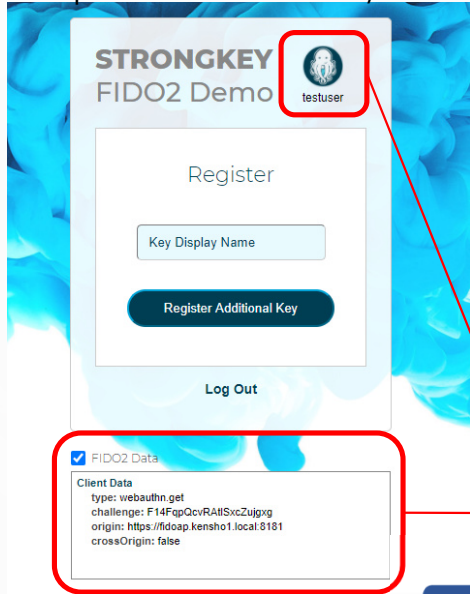 STRONGKEY
FIDO2 Demo
testuser
Register
Key Display Name
Register Additional Key
Log Out
FIDO2 Data
Client Data
type: webauthn.get
challenge: F14FqpQcvRAtlSxcZujgxg
origin: https://fidoap.kensho1.local:8181
crossOrigin: false